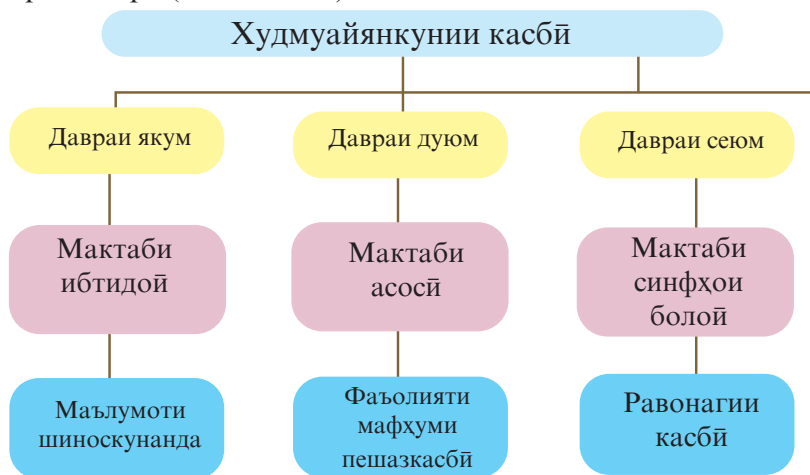 Худмуайянкунии касбӣ
Давраи якум
Давраи дуюм
Давраи сеюм
Мактаби
ибтидоӣ
Мактаби
асосӣ
Мактаби
синфҳои
болоӣ
Маълумоти
шиноскунанда
Фаъолияти
мафҳуми
пешазкасбӣ
Равонагии
касбӣ